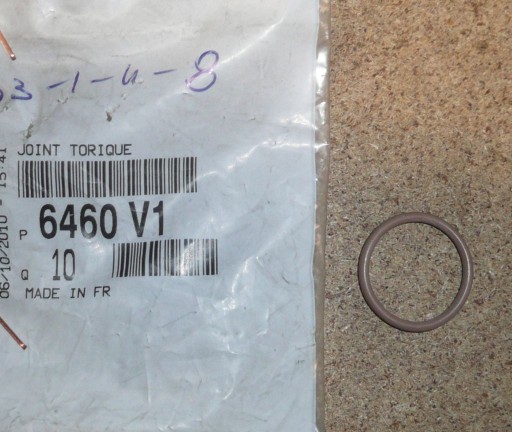 3-1-4-8
JOINT TORIQUE
P 6460 V1
Q 10
MADE IN FR
06/10/2010 - 15:41